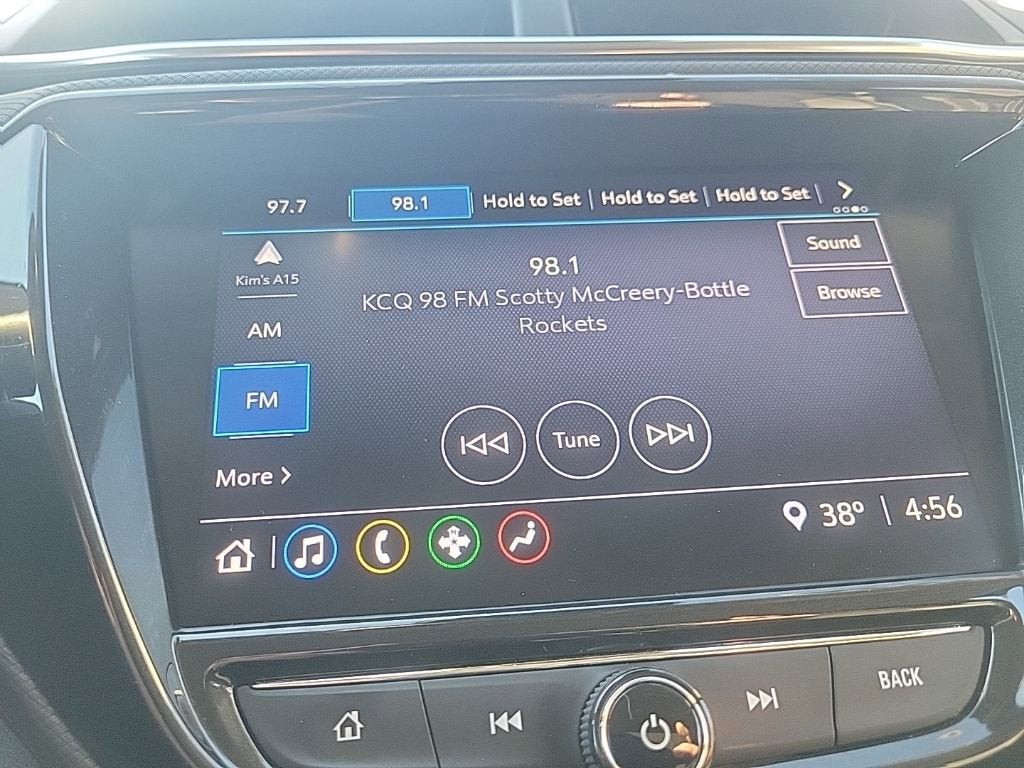 97.7 98.1 Hold to Set Hold to Set Hold to Set
Kim's A15
AM
FM
More
98.1
KCQ 98 FM Scotty McCreery-Bottle
Rockets
Sound
Browse
Tune
38° 4:56
BACK